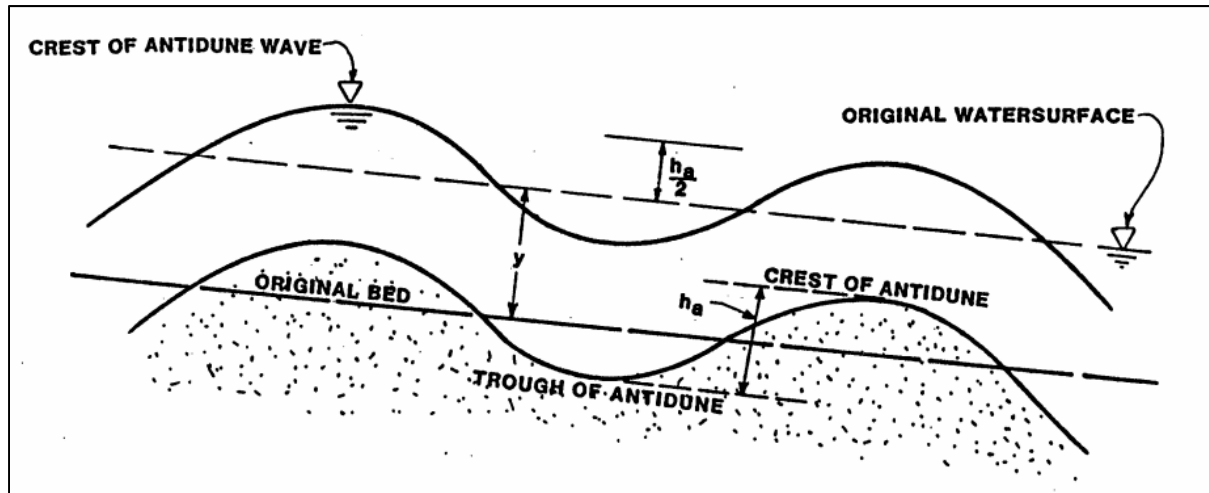 CREST OF ANTIDUNE WAVE
ORIGINAL WATERSURFACE
h a
2
y
CREST OF ANTIDUNE
ORIGINAL BED
h a
TROUGH OF ANTIDUNE